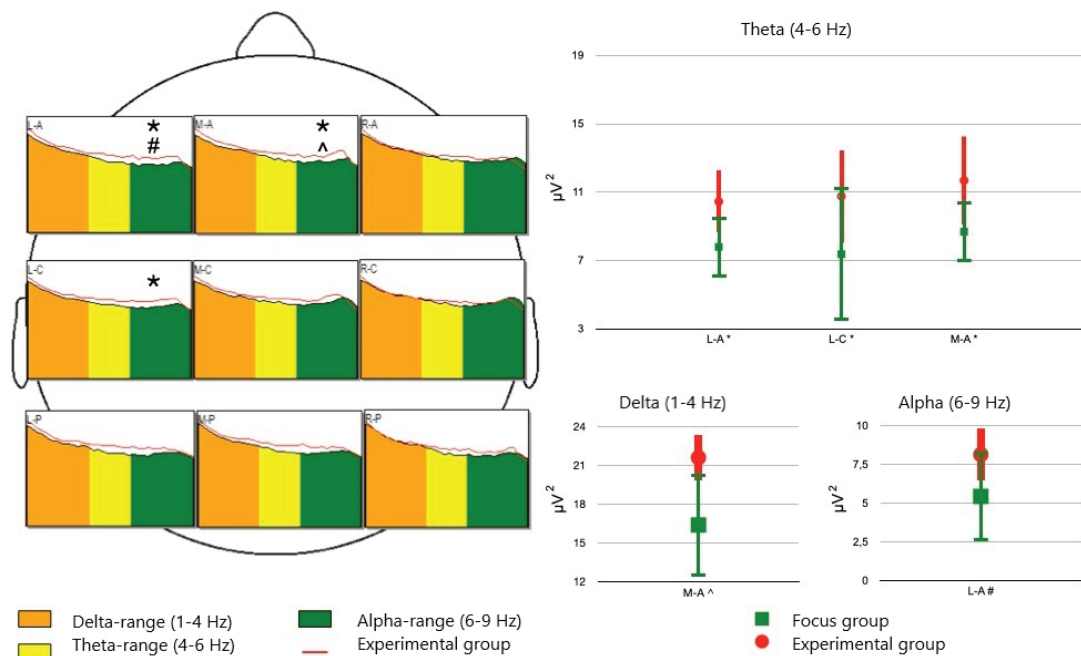 L-A
*
#
M-A
*
^
R-A
L-C
*
M-C
R-C
L-P
M-P
R-P
Delta-range (1-4 Hz)
Theta-range (4-6 Hz)
Alpha-range (6-9 Hz)
Experimental group
Theta (4-6 Hz)
µV²
19
15
11
7
3
L-A *
L-C *
M-A *
Delta (1-4 Hz)
µV²
24
21
18
15
12
M-A ^
Alpha (6-9 Hz)
µV²
10
7,5
5
2,5
0
L-A #
Focus group
Experimental group